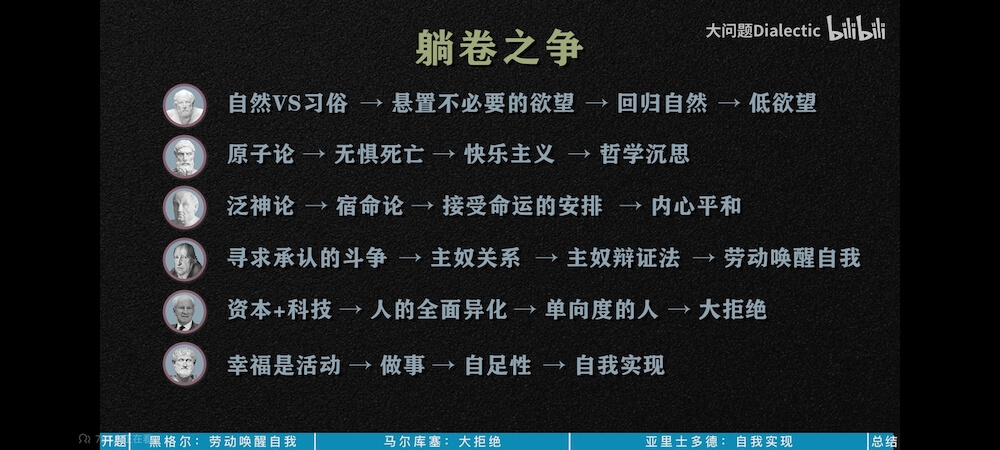 大问题Dialectic bilibili
躺卷之争
自然VS习俗 → 悬置不必要的欲望 → 回归自然 → 低欲望
原子论 → 无惧死亡 → 快乐主义 → 哲学沉思
泛神论 → 宿命论 → 接受命运的安排 → 内心平和
寻求承认的斗争 → 主奴关系 → 主奴辩证法 → 劳动唤醒自我
资本+科技 → 人的全面异化 → 单向度的人 → 大拒绝
幸福是活动 → 做事 → 自足性 → 自我实现
开题 黑格尔：劳动唤醒自我 马尔库塞：大拒绝 亚里士多德：自我实现 总结